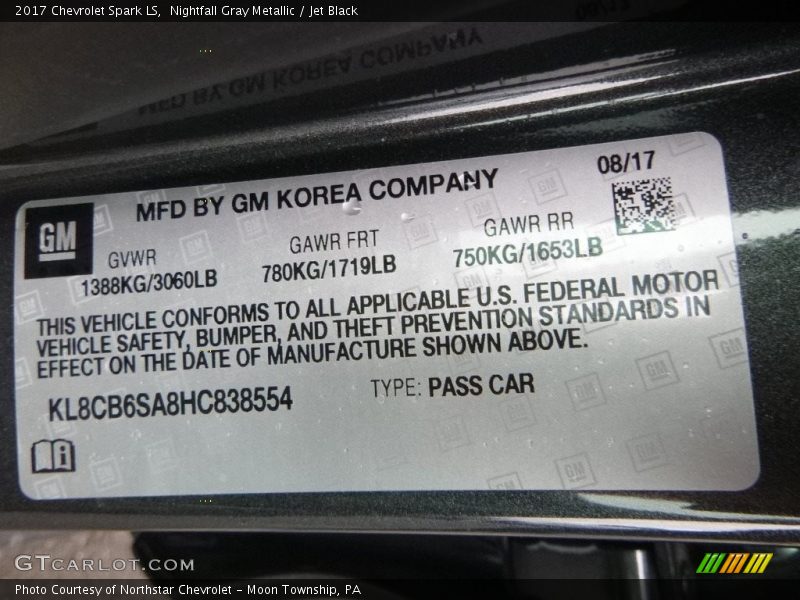 2017 Chevrolet Spark LS, Nightfall Gray Metallic / Jet Black
MFD BY GM KOREA COMPANY
08/17
GM
GVWR
1388KG/3060LB
GAWR FRT
780KG/1719LB
GAWR RR
750KG/1653LB
THIS VEHICLE CONFORMS TO ALL APPLICABLE U.S. FEDERAL MOTOR
VEHICLE SAFETY, BUMPER, AND THEFT PREVENTION STANDARDS IN
EFFECT ON THE DATE OF MANUFACTURE SHOWN ABOVE.
KL8CB6SA8HC838554
TYPE: PASS CAR
GTCARLOT.COM
Photo Courtesy of Northstar Chevrolet - Moon Township, PA